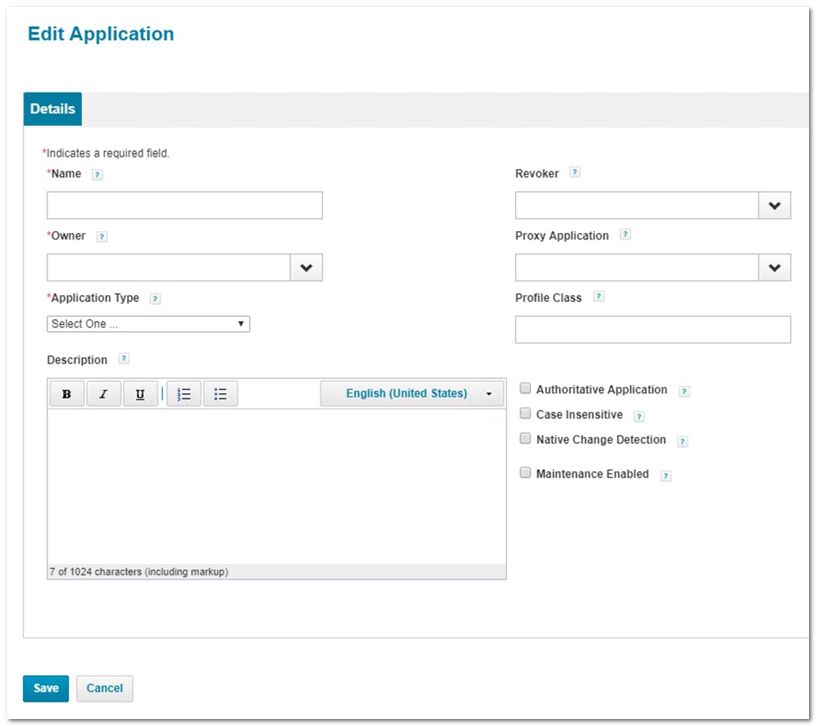 Edit Application
Details
*Indicates a required field.
*Name ?
Revoker ?
*Owner ?
Proxy Application ?
*Application Type ?
Profile Class ?
Select One ...
Description ?
B I U English (United States)
Authoritative Application ?
Case Insensitive ?
Native Change Detection ?
Maintenance Enabled ?
7 of 1024 characters (including markup)
Save Cancel